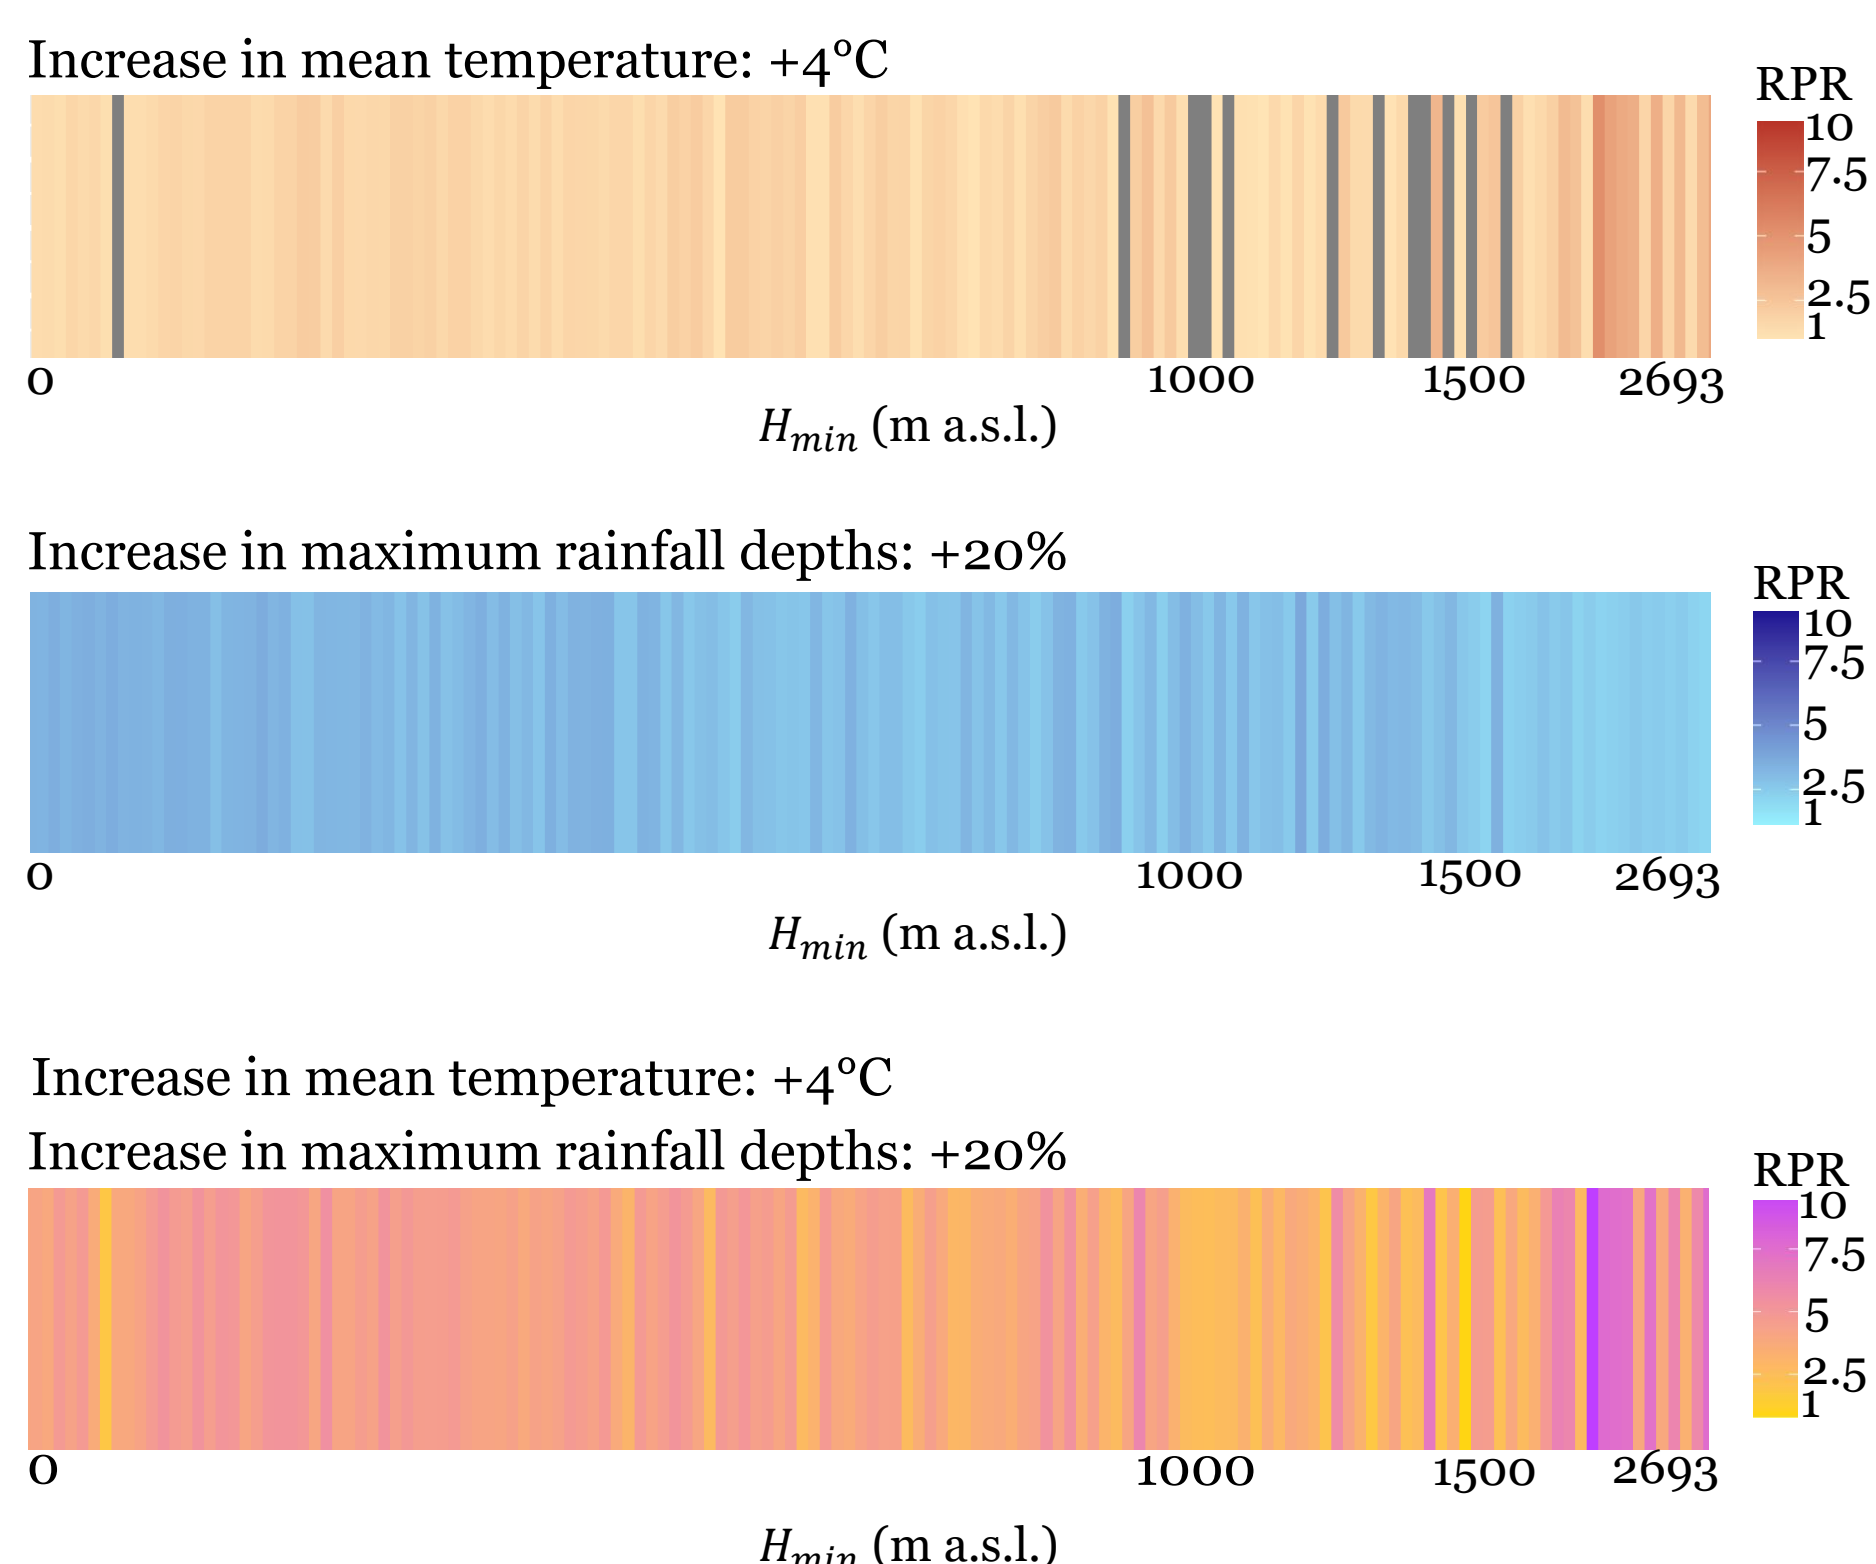 Increase in mean temperature: +4°C
RPR
10
7.5
5
2.5
1
0 1000 1500 2693
Hmin (m a.s.l.)
Increase in maximum rainfall depths: +20%
RPR
10
7.5
5
2.5
1
0 1000 1500 2693
Hmin (m a.s.l.)
Increase in mean temperature: +4°C
Increase in maximum rainfall depths: +20%
RPR
10
7.5
5
2.5
1
0 1000 1500 2693
Hmin (m a.s.l.)